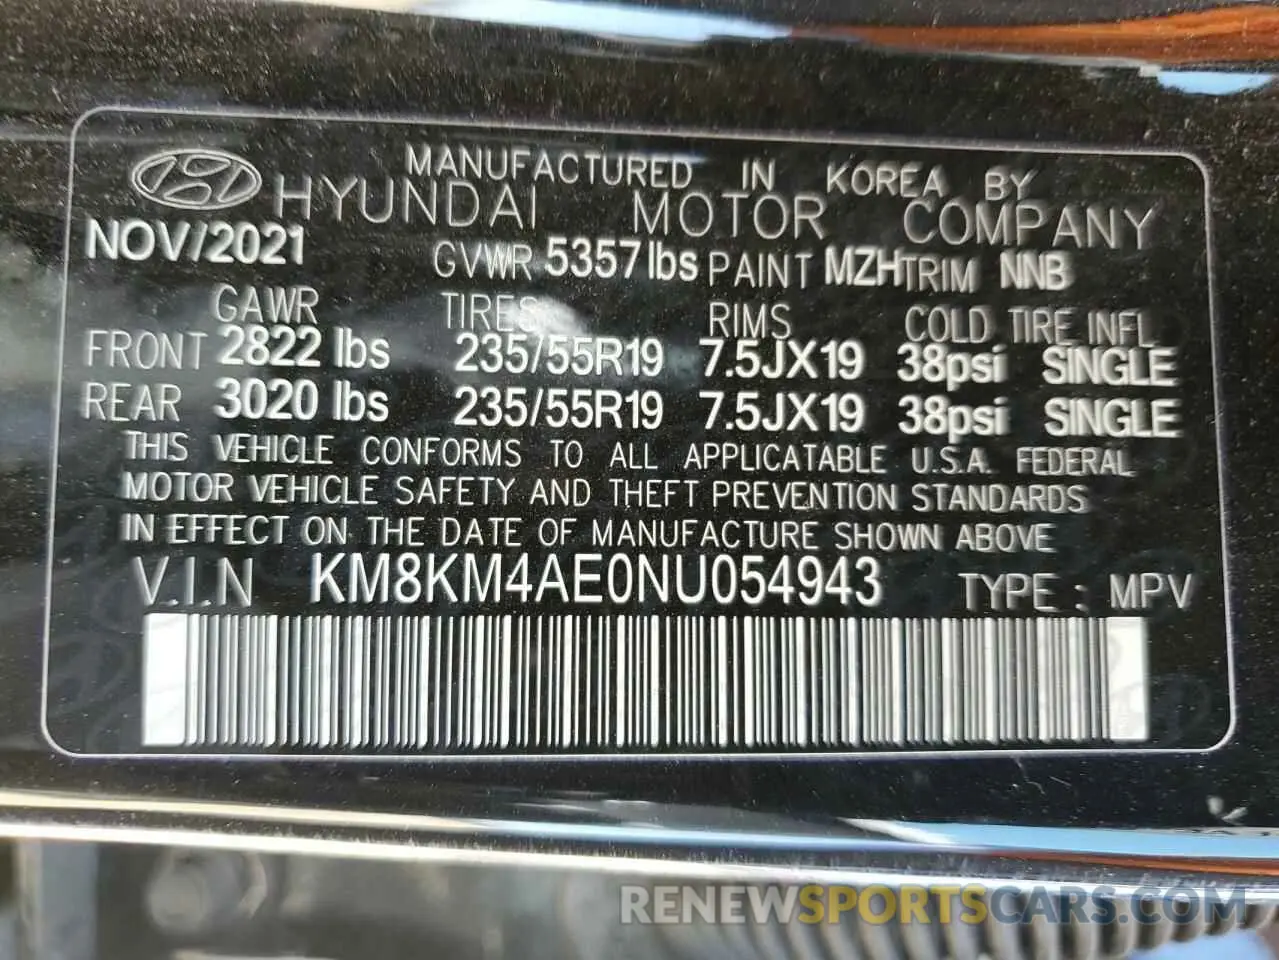 MANUFACTURED IN KOREA BY
HYUNDAI MOTOR COMPANY
NOV/2021 GVWR 5357 lbs PAINT MZH TRIM NNB
GAWR TIRES RIMS COLD TIRE INFL
FRONT 2822 lbs 235/55R19 7.5JX19 38psi SINGLE
REAR 3020 lbs 235/55R19 7.5JX19 38psi SINGLE
THIS VEHICLE CONFORMS TO ALL APPLICATABLE U.S.A. FEDERAL
MOTOR VEHICLE SAFETY AND THEFT PREVENTION STANDARDS
IN EFFECT ON THE DATE OF MANUFACTURE SHOWN ABOVE
V.I.N KM8KM4AE0NU054943 TYPE : MPV
RENEWSPORTSCARS.COM